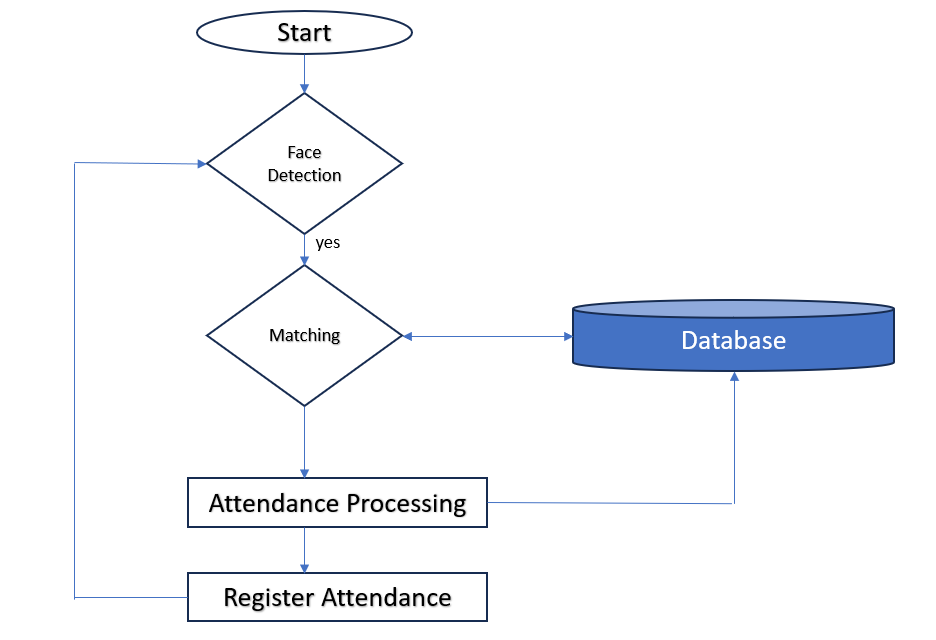 Start
Face
Detection
yes
Matching
Database
Attendance Processing
Register Attendance